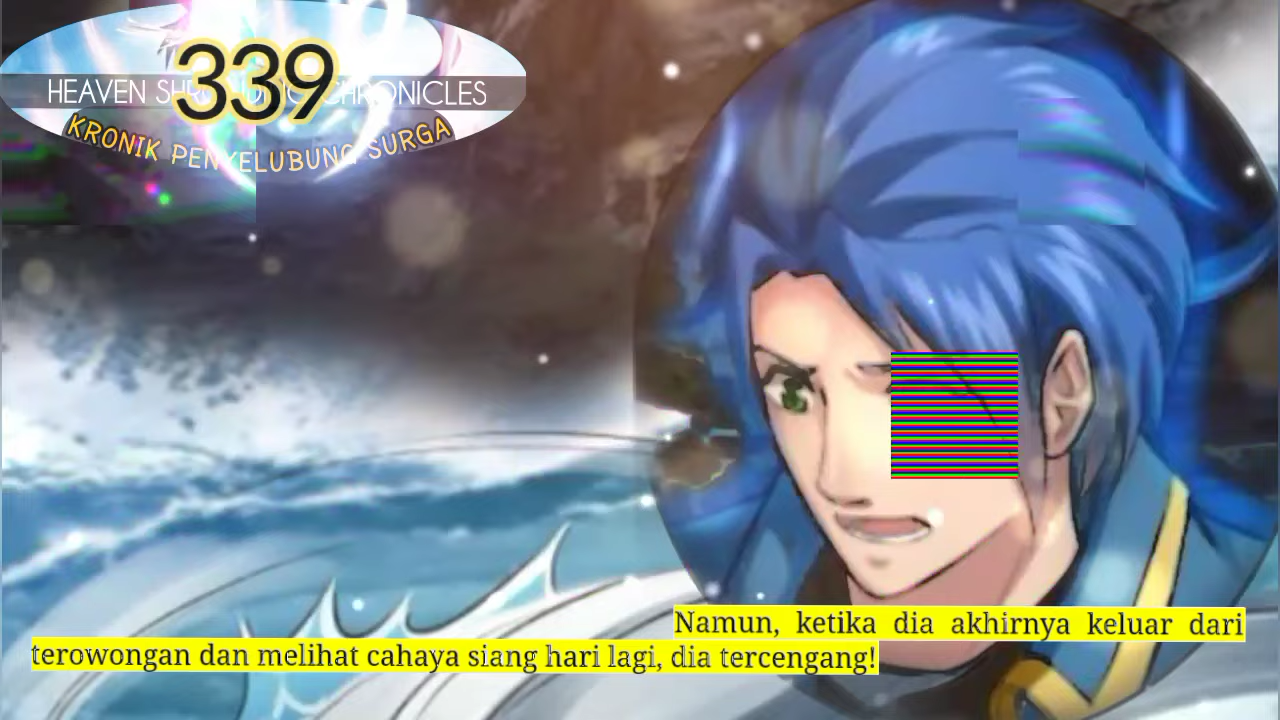 339
HEAVEN CHRONICLES
KRONIK PENYELUBUNG SURGA
Namun, ketika dia akhirnya keluar dari
terowongan dan melihat cahaya siang hari lagi, dia tercengang!